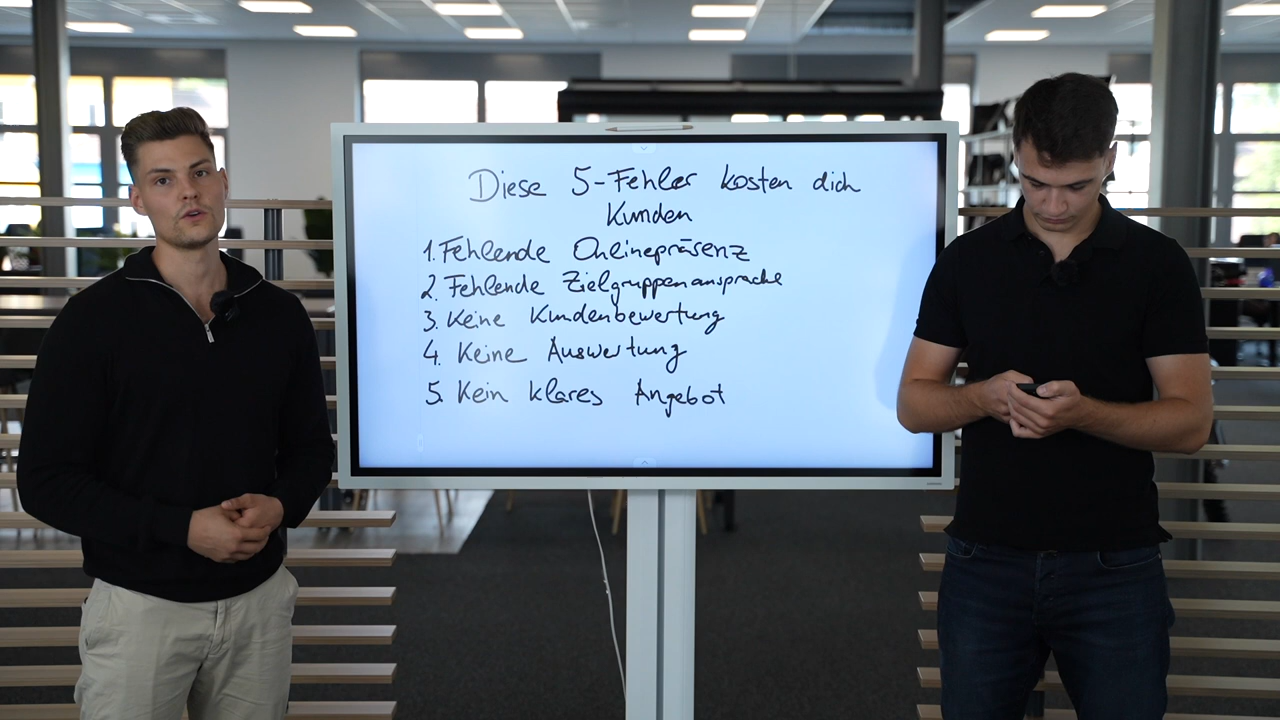 Diese 5-Fehler kosten dich
Kunden
1. Fehlende Onlinepräsenz
2. Fehlende Zielgruppenansprache
3. Keine Kundenbewertung
4. Keine Auswertung
5. Kein klares Angebot